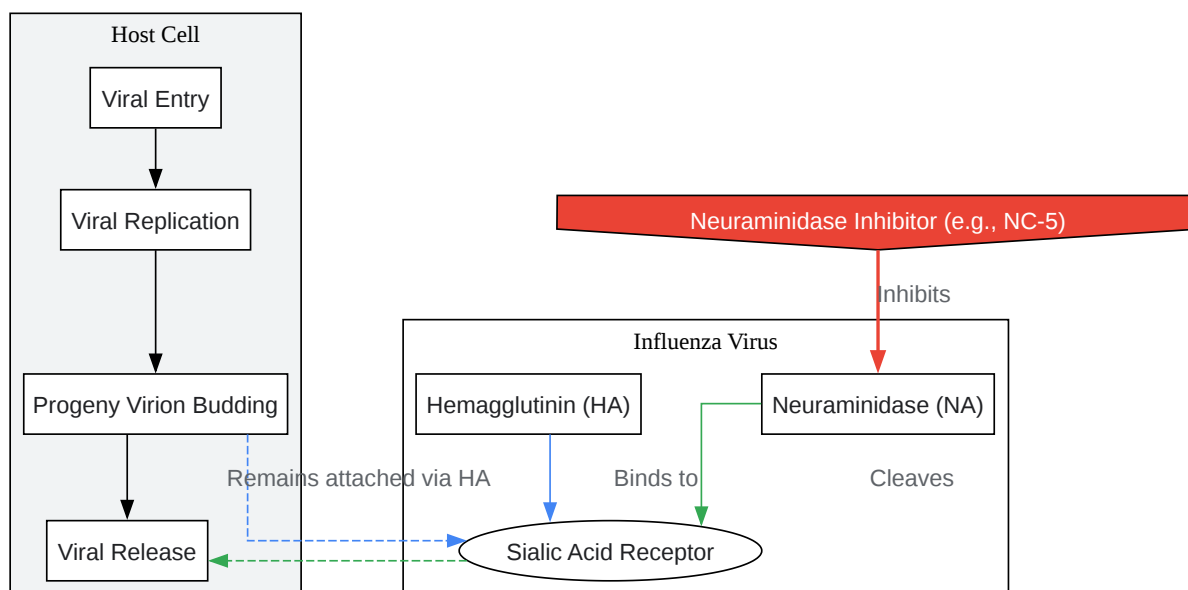 Host Cell
Viral Entry
Viral Replication
Neuraminidase Inhibitor (e.g., NC-5)
Inhibits
Influenza Virus
Progeny Virion Budding
Hemagglutinin (HA)
Neuraminidase (NA)
Remains attached via HA
Binds to
Cleaves
Viral Release
Sialic Acid Receptor